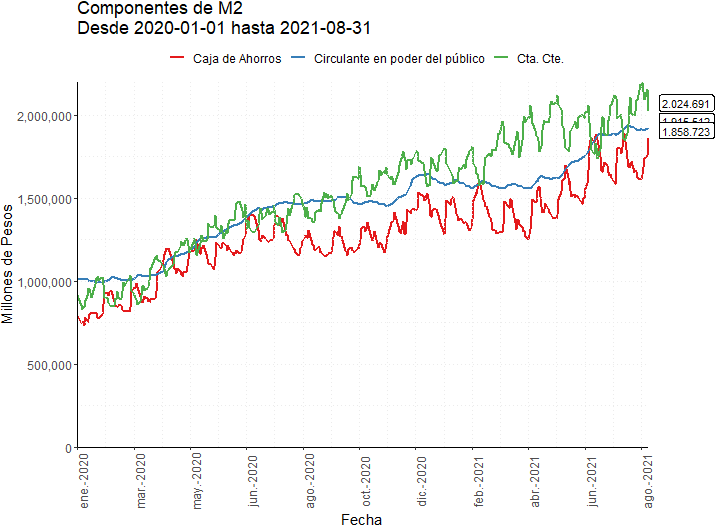 Componentes de M2
Desde 2020-01-01 hasta 2021-08-31
Caja de Ahorros Circulante en poder del público Cta. Cte.
Millones de Pesos
2,000,000
1,500,000
1,000,000
500,000
0
2.024.691
1.858.723
ene.-2020 mar.-2020 may.-2020 jun.-2020 ago.-2020 oct.-2020 dic.-2020 feb.-2021 abr.-2021 jun.-2021 ago.-2021
Fecha